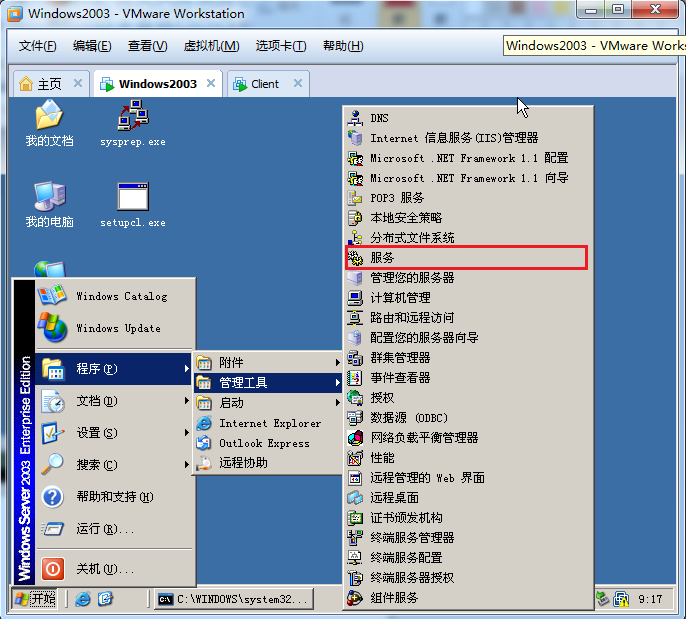 Windows2003 - VMware Workstation
文件(F) 编辑(E) 查看(V) 虚拟机(M) 选项卡(T) 帮助(H)
Windows2003 - VMware Works
主页 Windows2003 Client
我的文档
sysprep.exe
我的电脑
setupcl.exe
Windows Server 2003 Enterprise Edition
Windows Catalog
Windows Update
程序(P)
文档(D)
设置(S)
搜索(C)
帮助和支持(H)
运行(R)...
关机(U)...
附件
管理工具
启动
Internet Explorer
Outlook Express
远程协助
DNS
Internet 信息服务(IIS)管理器
Microsoft .NET Framework 1.1 配置
Microsoft .NET Framework 1.1 向导
POP3 服务
本地安全策略
分布式文件系统
服务
管理您的服务器
计算机管理
路由和远程访问
配置您的服务器向导
群集管理器
事件查看器
授权
数据源 (ODBC)
网络负载平衡管理器
性能
远程管理的 Web 界面
远程桌面
证书颁发机构
终端服务管理器
终端服务配置
终端服务器授权
组件服务
开始 C:\WINDOWS\system32... 9:17